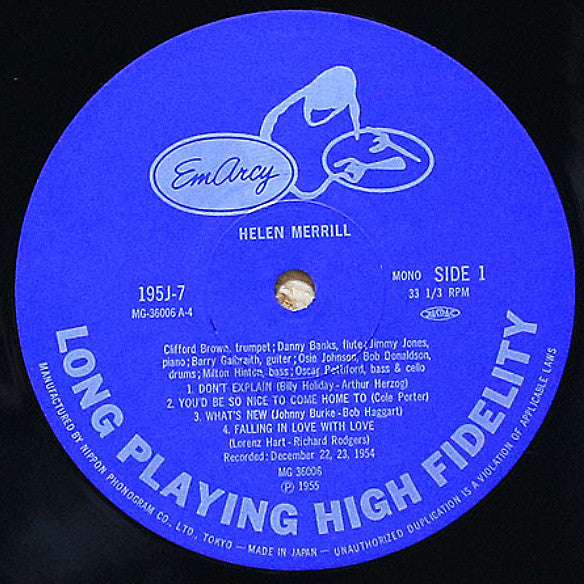 EmArcy
HELEN MERRILL
195J-7
MG-36006 A-4
MONO SIDE 1
33 1/3 RPM
Clifford Brown, trumpet; Danny Banks, flute; Jimmy Jones,
piano; Barry Galbraith, guiter; Osie Johnson, Bob Donaldson,
drums; Milton Hinton, bass; Oscar Pettiford, bass & cello
1. DON'T EXPLAIN (Billy Holiday - Arthur Herzog)
2. YOU'D BE SO NICE TO COME HOME TO (Cole Porter)
3. WHAT'S NEW (Johnny Burke - Bob Haggart)
4. FALLING IN LOVE WITH LOVE
(Lorenz Hart - Richard Rodgers)
Recorded: December 22, 23, 1954
MG 36006
Ⓟ 1955
LONG PLAYING HIGH FIDELITY
MANUFACTURED BY NIPPON PHONOGRAM CO., LTD., TOKYO — MADE IN JAPAN — UNAUTHORIZED DUPLICATION IS A VIOLATION OF APPLICABLE LAWS